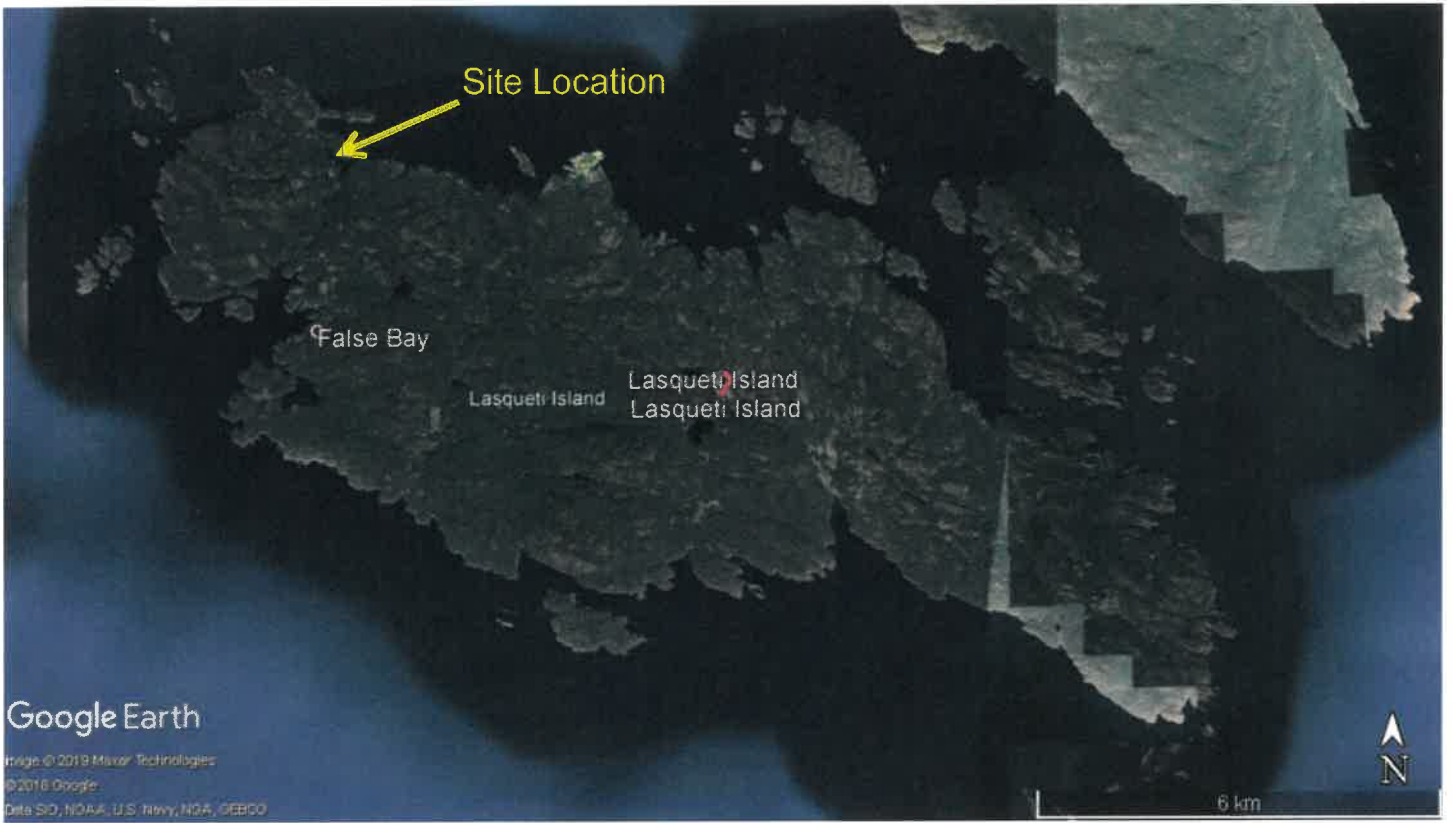 Site Location
False Bay
Lasqueti Island
Lasqueti Island
Lasqueti Island
Google Earth
Image © 2019 Maxar Technologies
© 2018 Google
Data SIO, NOAA, U.S. Navy, NGA, GEBCO
N
6 km